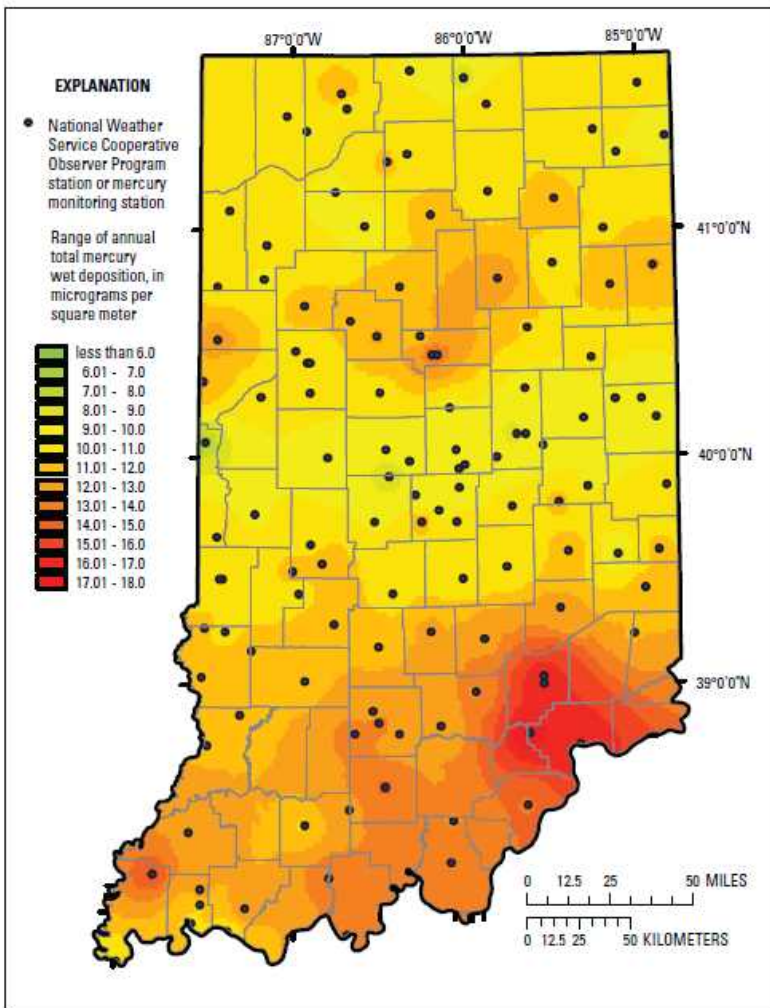 87°0'0"W 86°0'0"W 85°0'0"W
EXPLANATION
National Weather
Service Cooperative
Observer Program
station or mercury
monitoring station
Range of annual
total mercury
wet deposition, in
micrograms per
square meter
less than 6.0
6.01 - 7.0
7.01 - 8.0
8.01 - 9.0
9.01 - 10.0
10.01 - 11.0
11.01 - 12.0
12.01 - 13.0
13.01 - 14.0
14.01 - 15.0
15.01 - 16.0
16.01 - 17.0
17.01 - 18.0
41°0'0"N
40°0'0"N
39°0'0"N
0 12.5 25 50 MILES
0 12.5 25 50 KILOMETERS